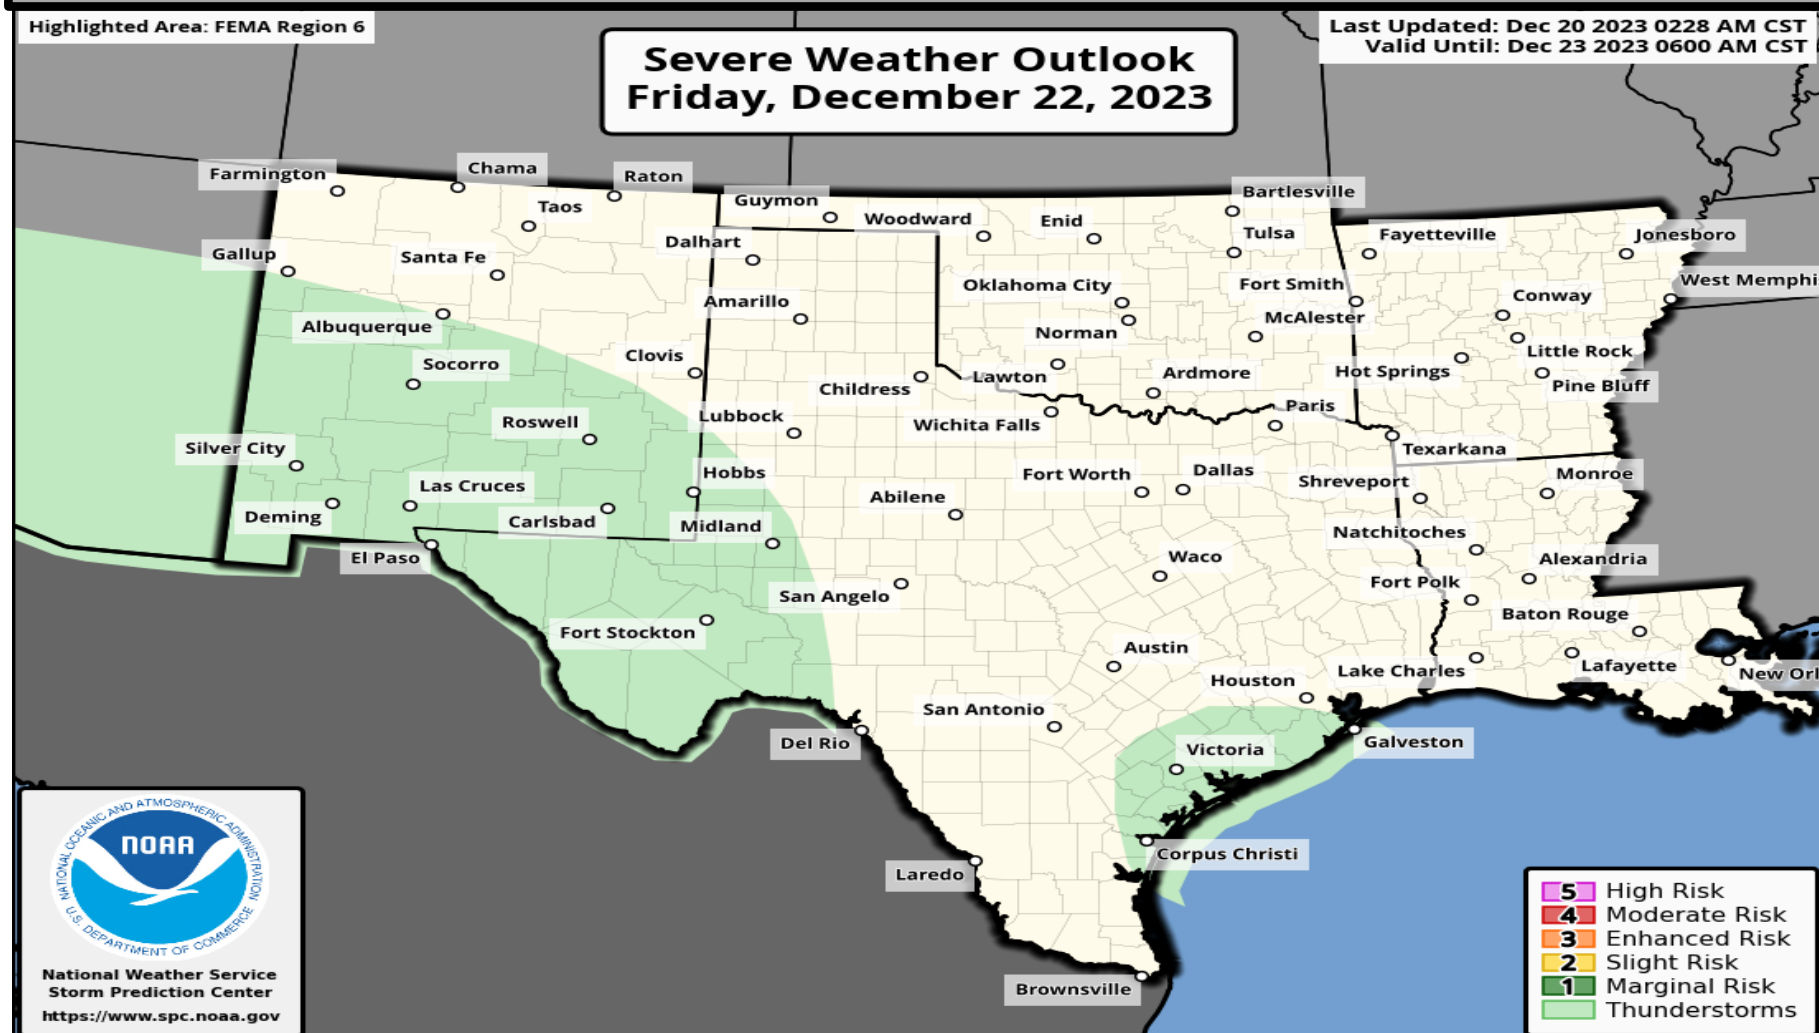 Highlighted Area: FEMA Region 6
Last Updated: Dec 20 2023 0228 AM CST
Valid Until: Dec 23 2023 0600 AM CST
Severe Weather Outlook
Friday, December 22, 2023
Farmington
Chama
Raton
Taos
Guymon
Woodward
Enid
Bartlesville
Tulsa
Fayetteville
Jonesboro
Gallup
Santa Fe
Dalhart
Oklahoma City
Fort Smith
Conway
West Memphi
Amarillo
Albuquerque
Norman
McAlester
Little Rock
Socorro
Clovis
Childress
Lawton
Ardmore
Hot Springs
Pine Bluff
Roswell
Lubbock
Wichita Falls
Paris
Texarkana
Silver City
Hobbs
Fort Worth
Dallas
Shreveport
Monroe
Las Cruces
Abilene
Deming
Carlsbad
Midland
Natchitoches
El Paso
Waco
Alexandria
San Angelo
Fort Polk
Fort Stockton
Baton Rouge
Austin
Lake Charles
Lafayette
New Orl
Houston
San Antonio
Del Rio
Victoria
Galveston
Corpus Christi
Laredo
Brownsville
NATIONAL OCEANIC AND ATMOSPHERIC ADMINISTRATION
NOAA
U.S. DEPARTMENT OF COMMERCE
National Weather Service
Storm Prediction Center
https://www.spc.noaa.gov
5 High Risk
4 Moderate Risk
3 Enhanced Risk
2 Slight Risk
1 Marginal Risk
Thunderstorms